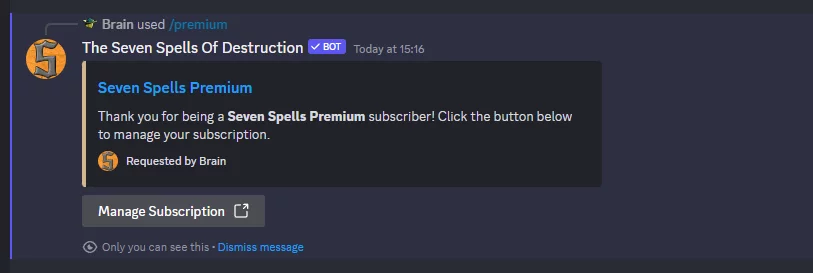 Brain used /premium
The Seven Spells Of Destruction ✓ BOT Today at 15:16
Seven Spells Premium
Thank you for being a Seven Spells Premium subscriber! Click the button below
to manage your subscription.
Requested by Brain
Manage Subscription
Only you can see this • Dismiss message